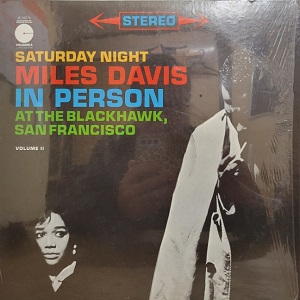 STEREO
SATURDAY NIGHT
MILES DAVIS
IN PERSON
AT THE BLACKHAWK,
SAN FRANCISCO
VOLUME II